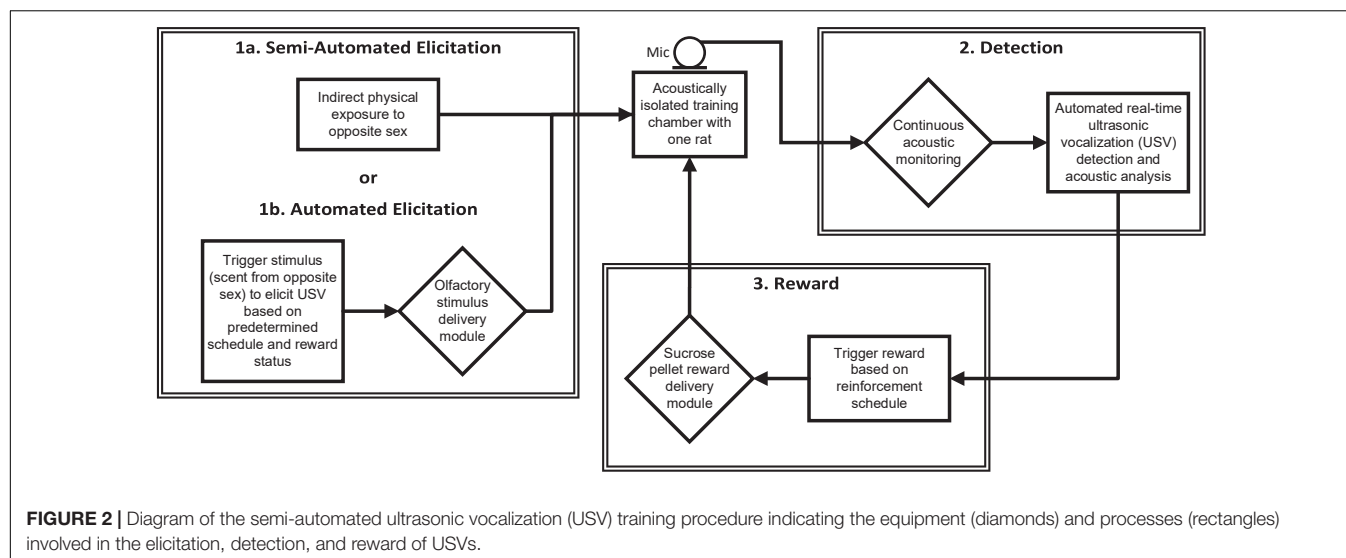 1a. Semi-Automated Elicitation
Indirect physical
exposure to
opposite sex
or
1b. Automated Elicitation
Trigger stimulus
(scent from opposite
sex) to elicit USV
based on
predetermined
schedule and reward
status
Olfactory
stimulus
delivery
module
Mic
Acoustically
isolated training
chamber with
one rat
2. Detection
Continuous
acoustic
monitoring
Automated real-time
ultrasonic
vocalization (USV)
detection and
acoustic analysis
3. Reward
Sucrose
pellet reward
delivery
module
Trigger reward
based on
reinforcement
schedule
FIGURE 2 | Diagram of the semi-automated ultrasonic vocalization (USV) training procedure indicating the equipment (diamonds) and processes (rectangles)
involved in the elicitation, detection, and reward of USVs.